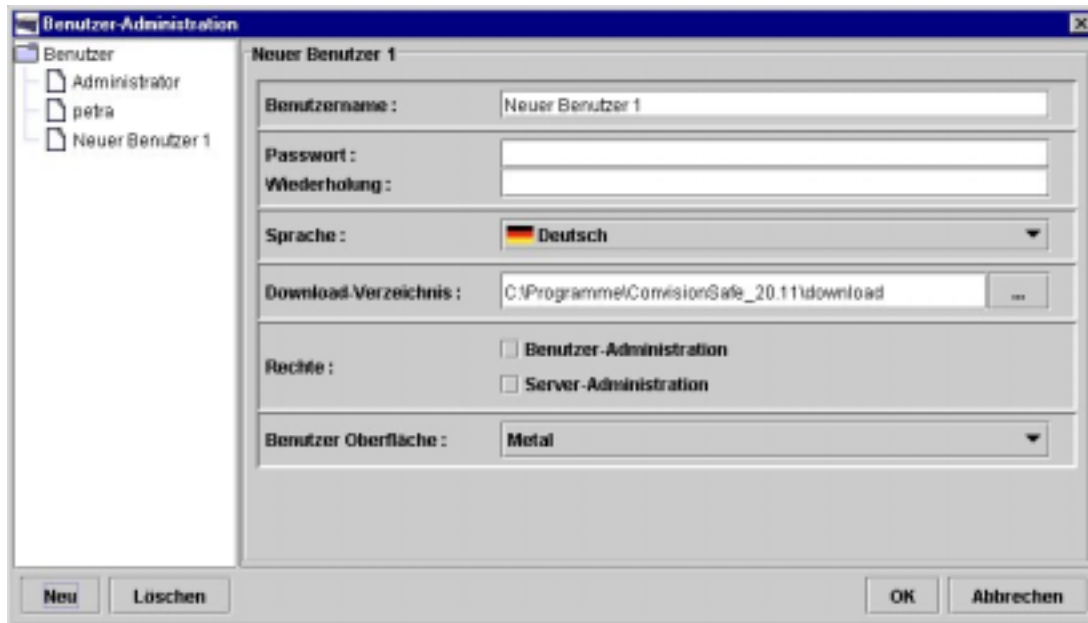 Benutzer-Administration
Benutzer
Administrator
petra
Neuer Benutzer 1
Neuer Benutzer 1
Benutzername : Neuer Benutzer 1
Passwort :
Wiederholung :
Sprache : Deutsch
Download-Verzeichnis : C:\Programme\ConvisionSafe_20.11\download ...
Rechte :
Benutzer-Administration
Server-Administration
Benutzer Oberfläche : Metal
Neu Löschen OK Abbrechen